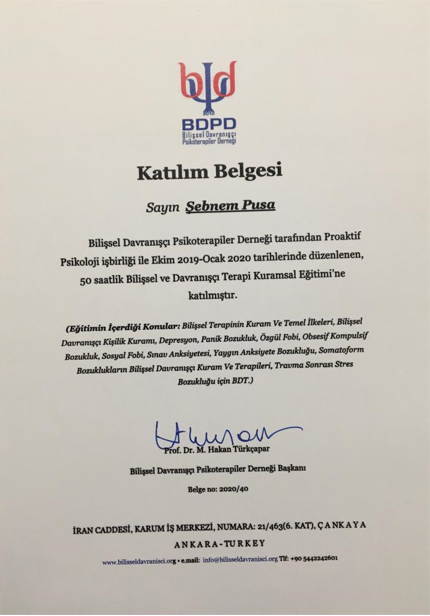 bψd
BDPD
Bilişsel Davranışçı
Psikoterapiler Derneği
Katılım Belgesi
Sayın Şebnem Pusa
Bilişsel Davranışçı Psikoterapiler Derneği tarafından Proaktif
Psikoloji işbirliği ile Ekim 2019-Ocak 2020 tarihlerinde düzenlenen,
50 saatlik Bilişsel ve Davranışçı Terapi Kuramsal Eğitimi’ne
katılmıştır.
(Eğitimin İçerdiği Konular: Bilişsel Terapinin Kuram Ve Temel İlkeleri, Bilişsel
Davranışçı Kişilik Kuramı, Depresyon, Panik Bozukluk, Özgül Fobi, Obsesif Kompulsif
Bozukluk, Sosyal Fobi, Sınav Anksiyetesi, Yaygın Anksiyete Bozukluğu, Somatoform
Bozuklukların Bilişsel Davranışçı Kuram Ve Terapileri, Travma Sonrası Stres
Bozukluğu için BDT.)
Prof. Dr. M. Hakan Türkçapar
Bilişsel Davranışçı Psikoterapiler Derneği Başkanı
Belge no: 2020/40
İRAN CADDESİ, KARUM İŞ MERKEZİ, NUMARA: 21/463(6. KAT), ÇANKAYA
ANKARA-TURKEY
www.bilisseldavranisci.org • e.mail: info@bilisseldavranisci.org Tlf: +90 5442242601